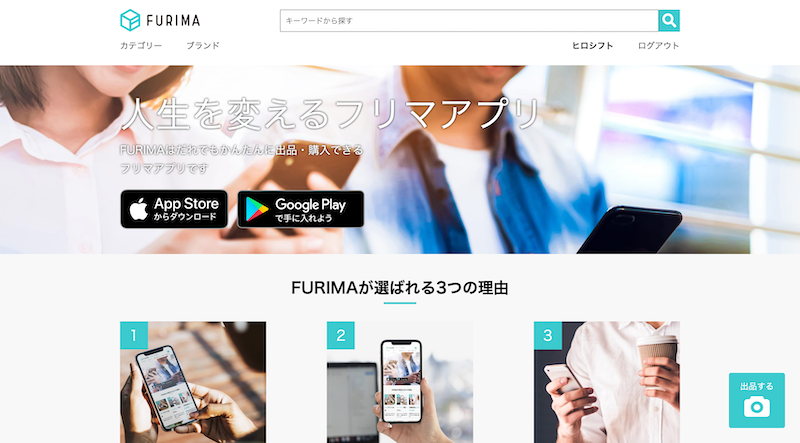 FURIMA
キーワードから探す
カテゴリー
ブランド
ヒロシフト
ログアウト
人生を変えるフリマアプリ
FURIMAはだれでもかんたんに出品・購入できる
フリマアプリです
App Store
からダウンロード
Google Play
で手に入れよう
FURIMAが選ばれる3つの理由
1
2
3
出品する